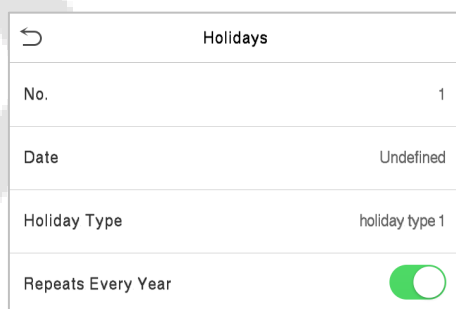 Holidays
No. 1
Date Undefined
Holiday Type holiday type 1
Repeats Every Year